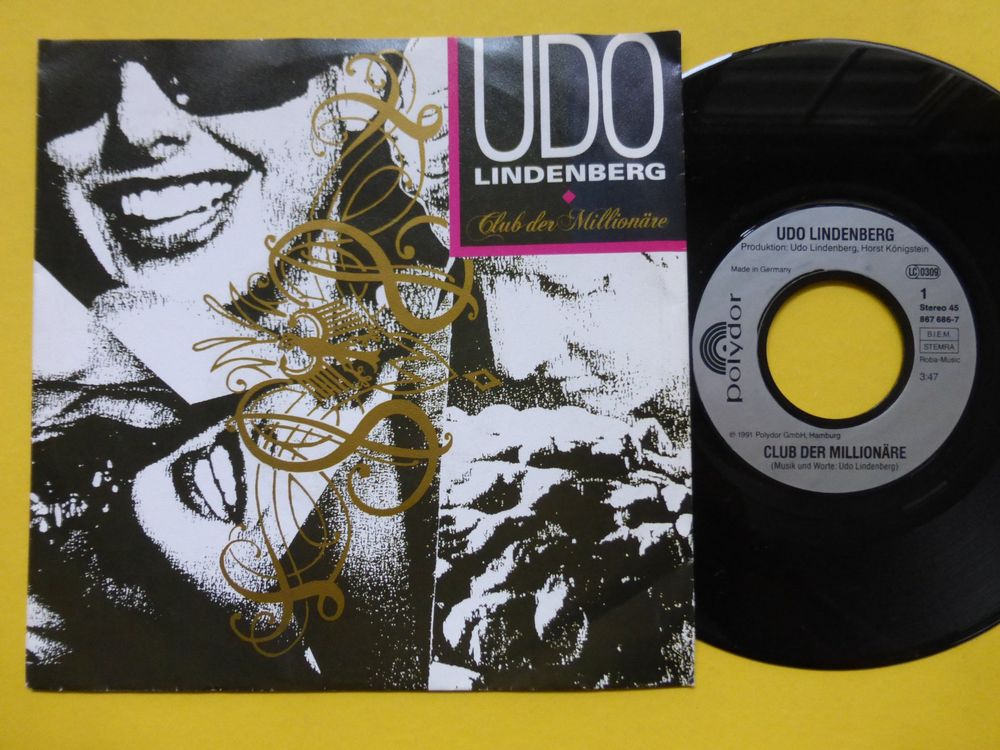 UDO
LINDENBERG
Club der Millionäre
UDO LINDENBERG
Produktion: Udo Lindenberg, Horst Königstein
Made in Germany
LC 0309
1
Stereo 45
867 686-7
B.I.E.M.
STEMRA
Roba-Music
3:47
polydor
℗ 1991 Polydor GmbH, Hamburg
CLUB DER MILLIONÄRE
(Musik und Worte: Udo Lindenberg)